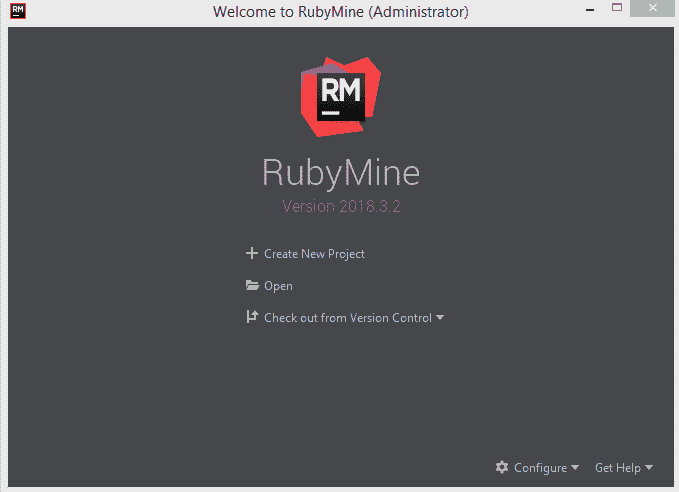 Welcome to RubyMine (Administrator)
RM
RubyMine
Version 2018.3.2
Create New Project
Open
Check out from Version Control
Configure Get Help